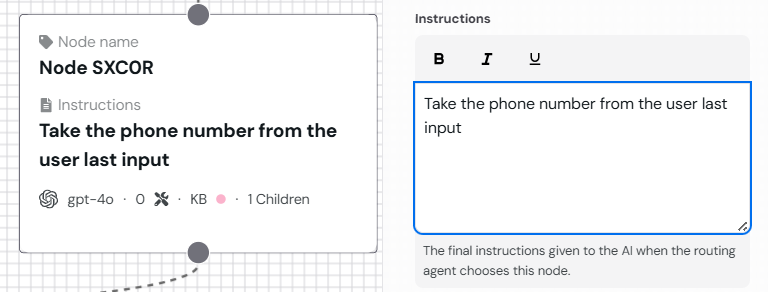 Node name
Node SXC0R
Instructions
Take the phone number from the
user last input
gpt-4o · 0 · KB · 1 Children
Instructions
B I U
Take the phone number from the user last
input
The final instructions given to the AI when the routing
agent chooses this node.